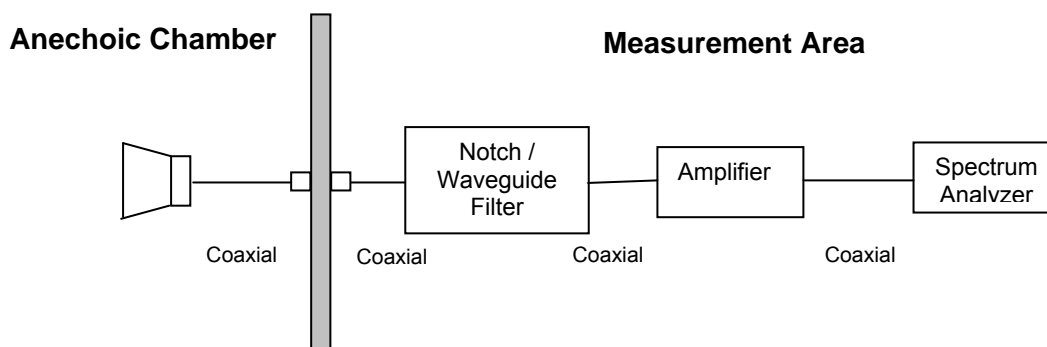 Anechoic Chamber
Measurement Area
Notch /
Waveguide
Filter
Amplifier
Spectrum
Analyzer
Coaxial
Coaxial
Coaxial
Coaxial